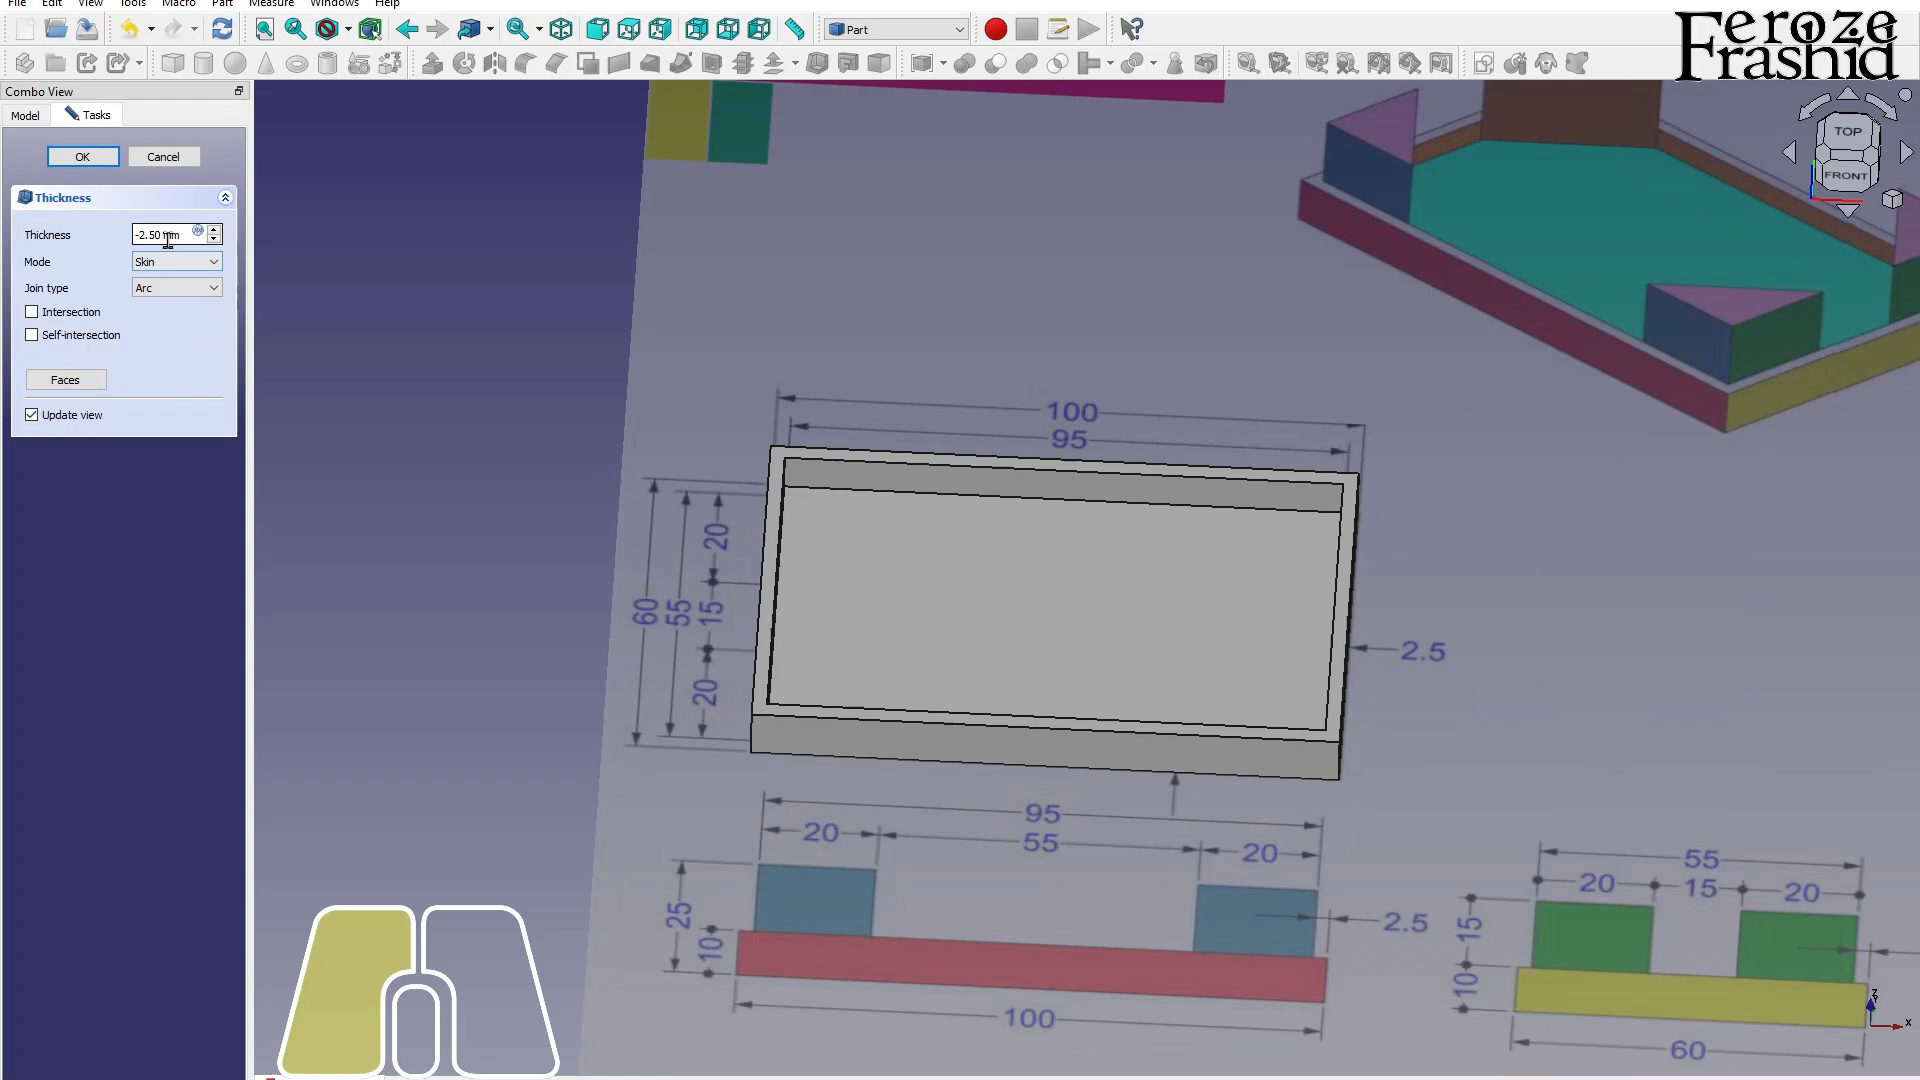 File Edit View Tools Macro Part Measure Windows Help
Part
Feroze
Frashid
Combo View
Model Tasks
OK Cancel
Thickness
Thickness -2.50 mm
Mode Skin
Join type Arc
Intersection
Self-intersection
Faces
Update view
TOP
FRONT
100
95
20
60 55 15
2.5
20
95
20 55 20
25
10
2.5
100
55
20 15 20
15
10
60
Z
X